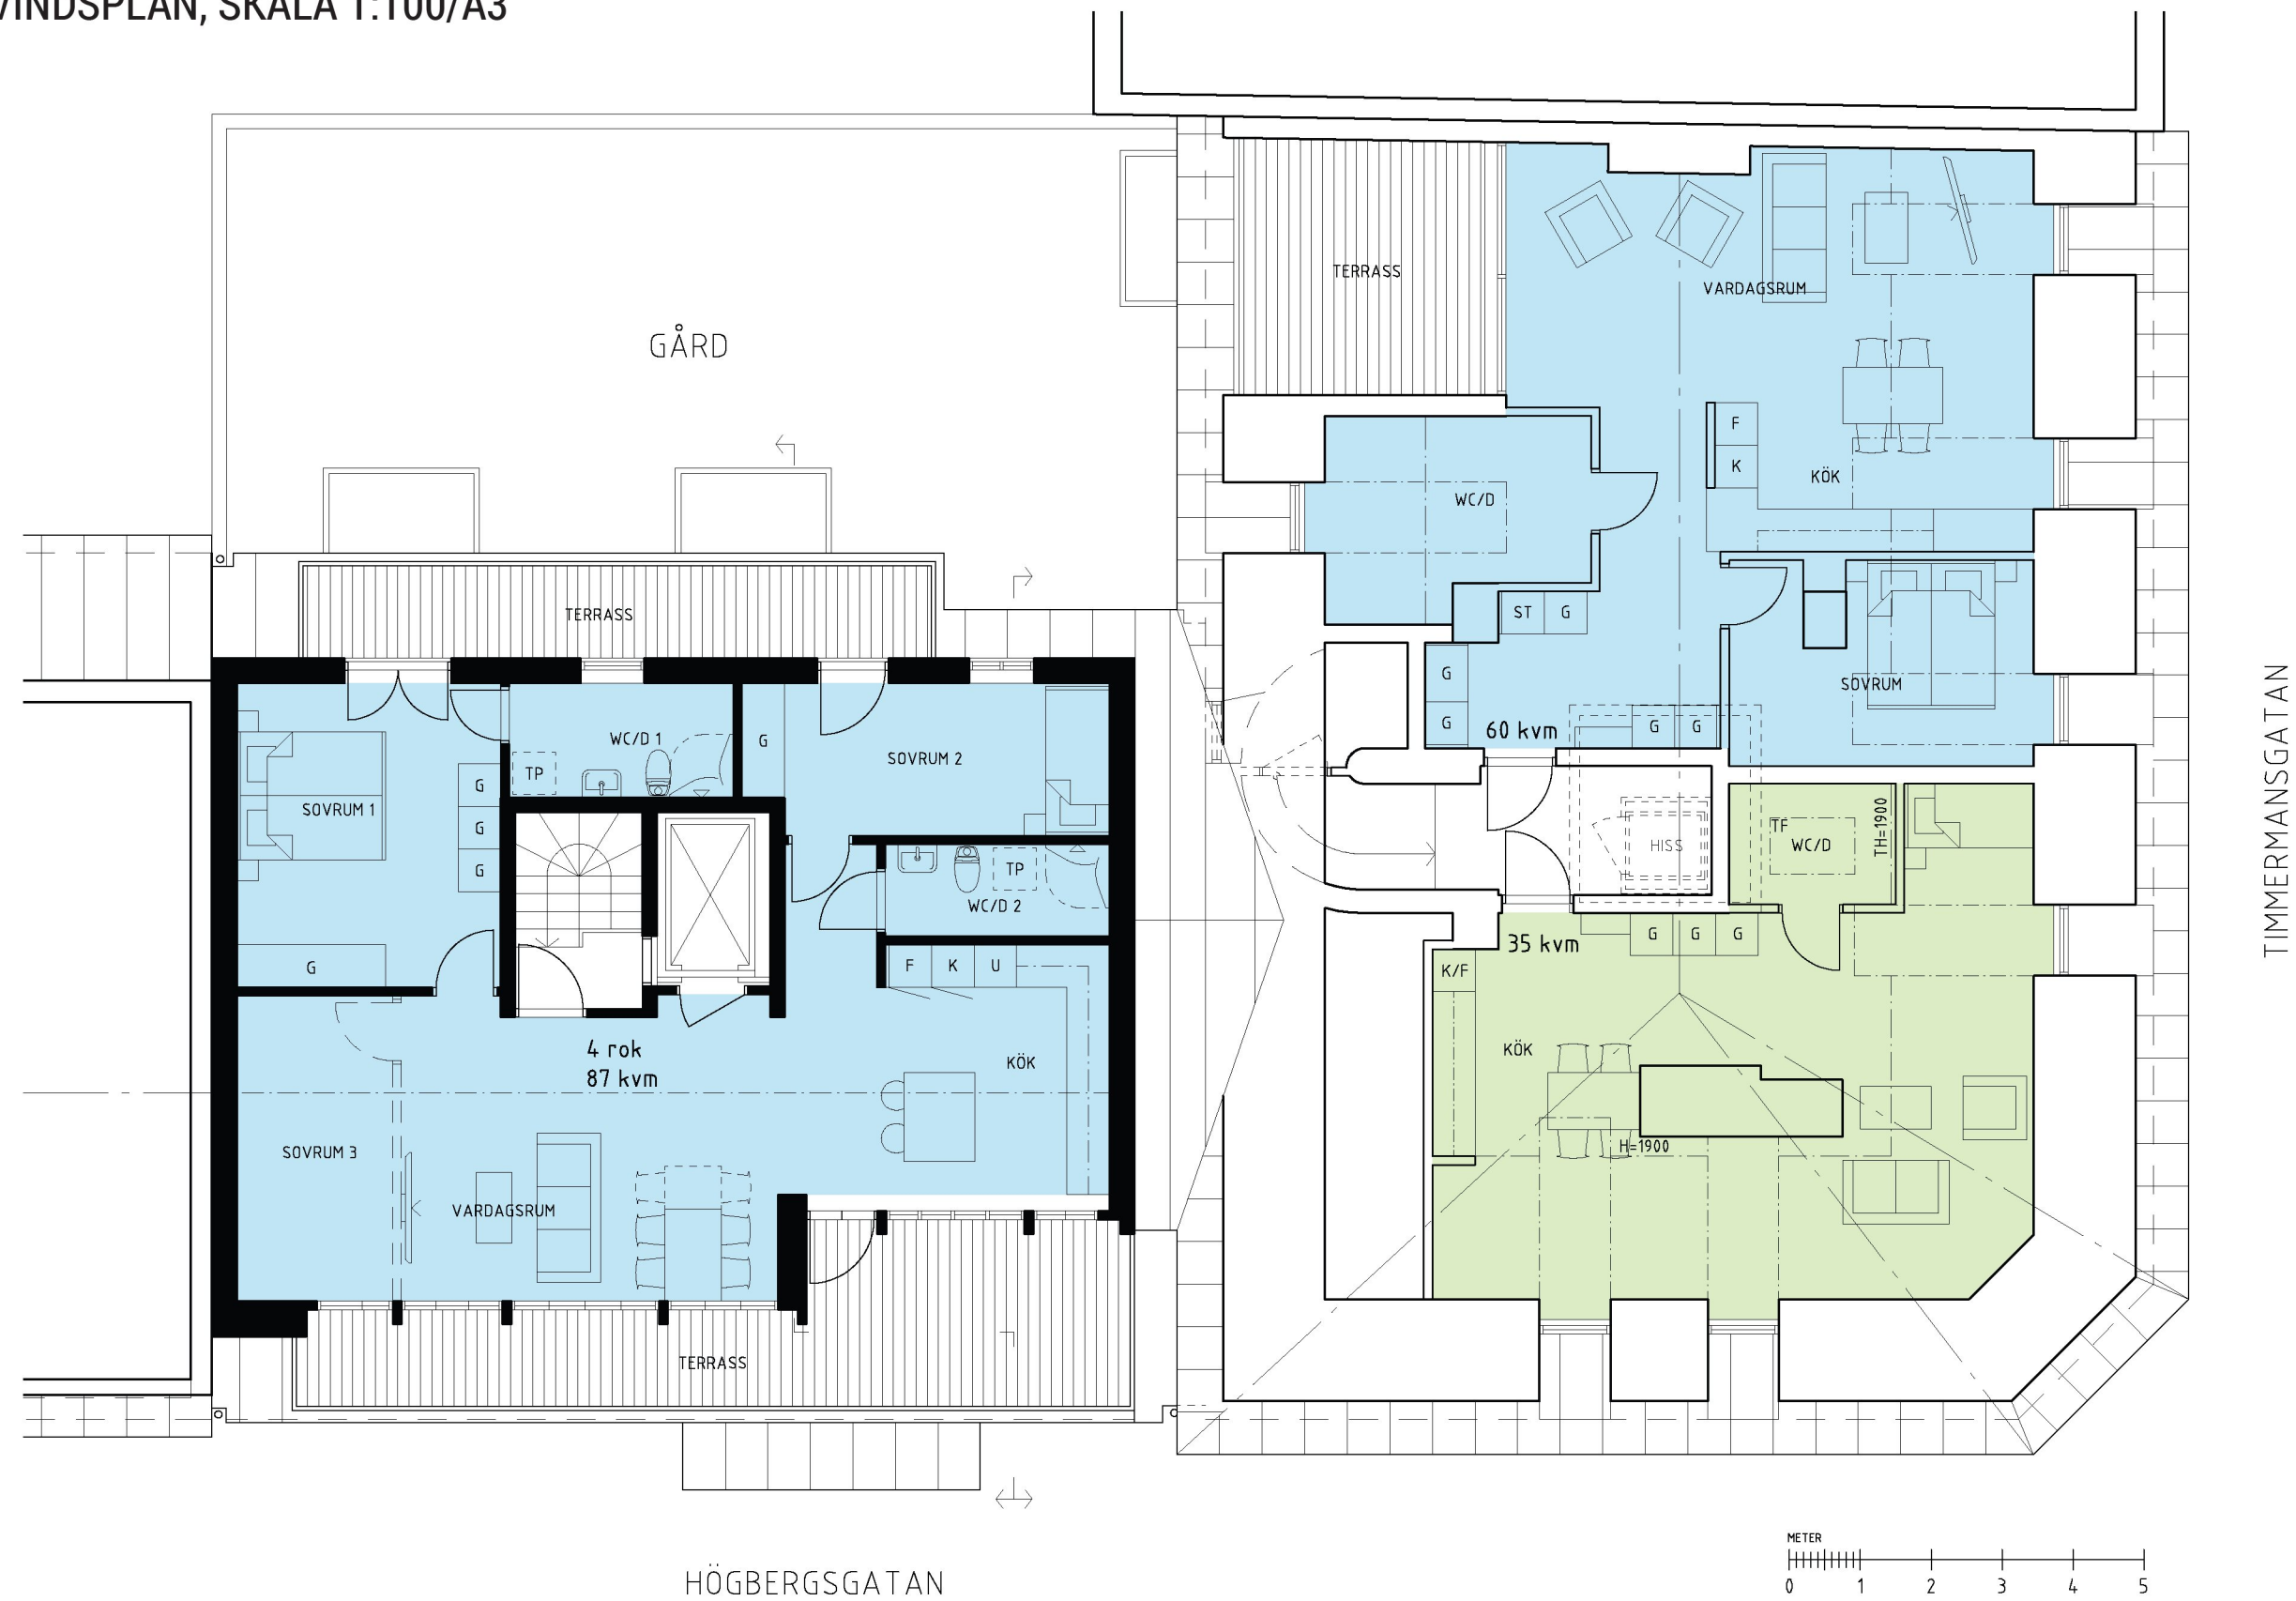 VINDSPLAN, SKALA 1:100/A3
GÅRD
TERRASS
VARDAGSRUM
F
K
KÖK
WC/D
ST
G
G
G
60 kvm
G
G
SOVRUM
TERRASS
WC/D 1
TP
G
SOVRUM 2
SOVRUM 1
G
G
G
G
TP
WC/D 2
F
K
U
4 rok
87 kvm
KÖK
SOVRUM 3
VARDAGSRUM
TERRASS
HISS
TF
WC/D
TH=1900
35 kvm
G
G
G
K/F
KÖK
H=1900
TIMMERMANSGATAN
HÖGBERGSGATAN
METER
0 1 2 3 4 5